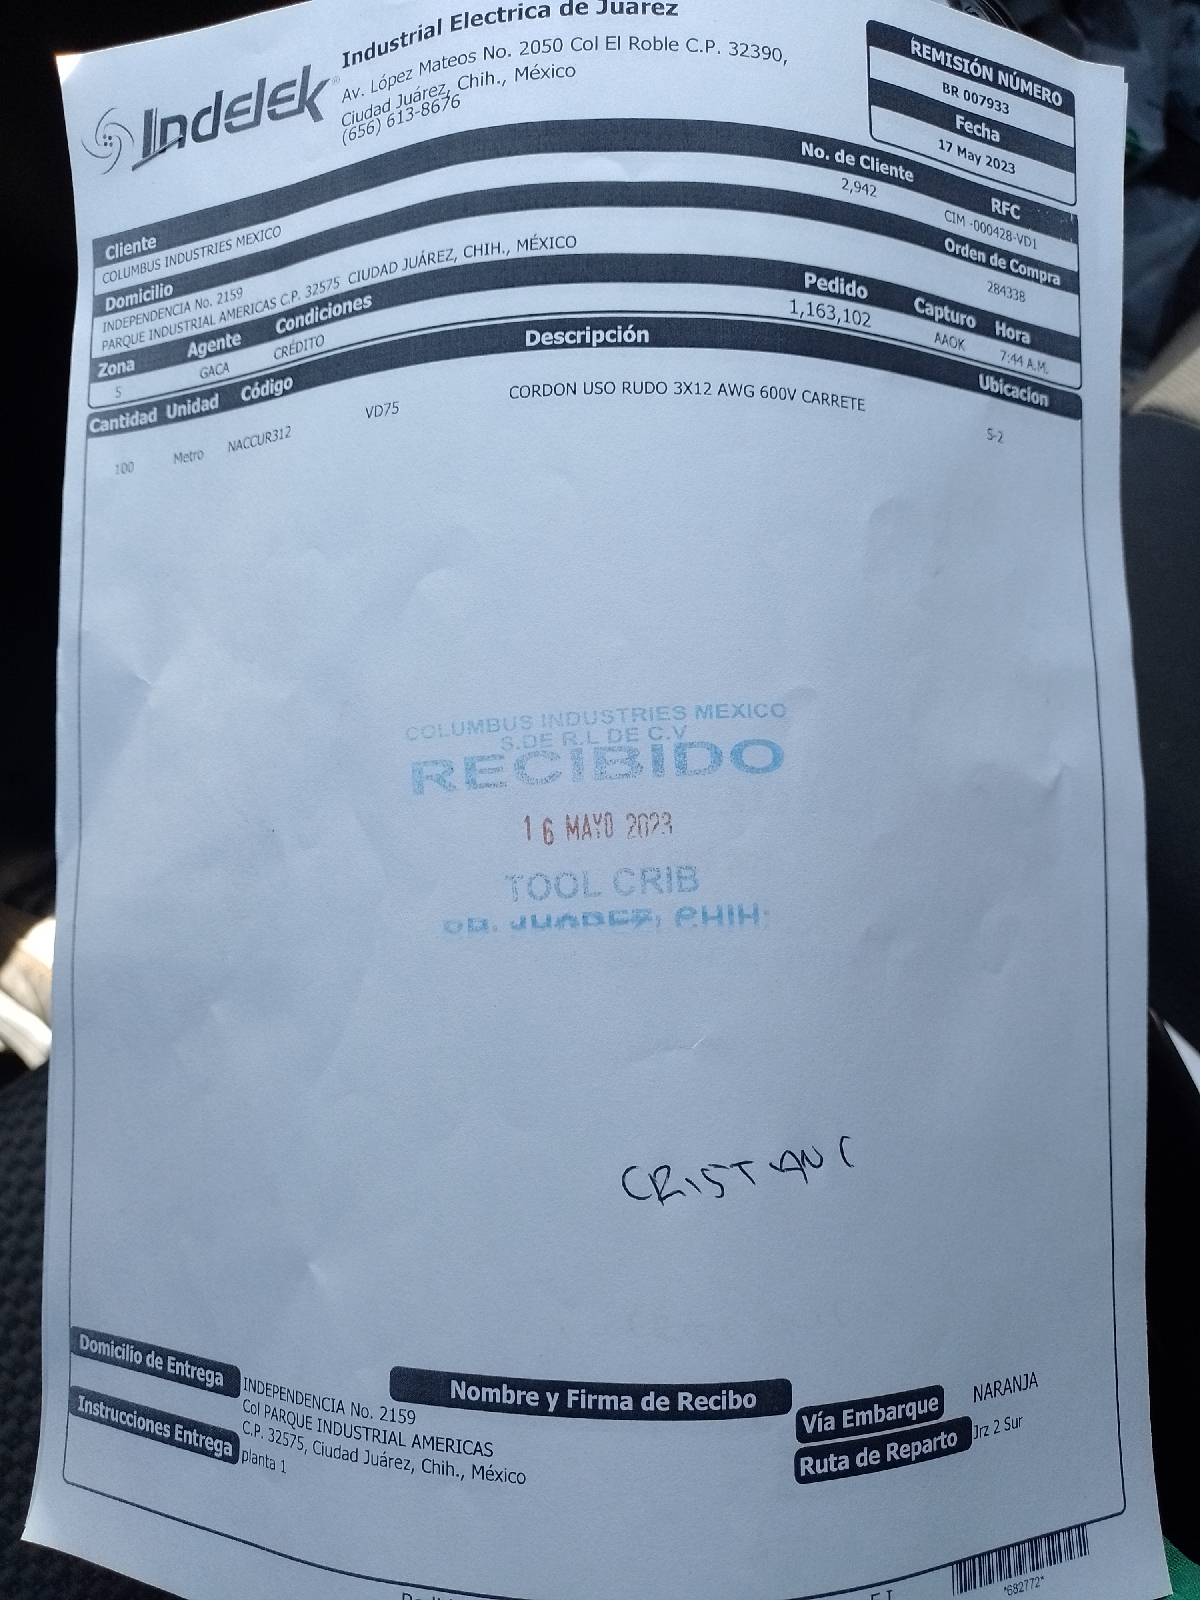 Indelek
Industrial Electrica de Juarez
Av. López Mateos No. 2050 Col El Roble C.P. 32390,
Ciudad Juárez, Chih., México
(656) 613-8676
REMISIÓN NÚMERO
BR 007933
Fecha
17 May 2023
Cliente No. de Cliente RFC
COLUMBUS INDUSTRIES MEXICO 2,942 CIM -000428-VD1
Domicilio Orden de Compra
INDEPENDENCIA No. 2159 284338
PARQUE INDUSTRIAL AMERICAS C.P. 32575 CIUDAD JUÁREZ, CHIH., MÉXICO
Zona Agente Condiciones Pedido Capturo Hora
5 GACA CRÉDITO 1,163,102 AAOK 7:44 A.M.
Cantidad Unidad Código Descripción Ubicacion
100 Metro NACCUR312 VD75 CORDON USO RUDO 3X12 AWG 600V CARRETE S-2
COLUMBUS INDUSTRIES MEXICO
S.DE R.L DE C.V
RECIBIDO
16 MAYO 2023
TOOL CRIB
CD. JUAREZ, CHIH.
CRISTIAN C
Domicilio de Entrega
INDEPENDENCIA No. 2159
Col PARQUE INDUSTRIAL AMERICAS
C.P. 32575, Ciudad Juárez, Chih., México
Instrucciones Entrega
planta 1
Nombre y Firma de Recibo
Vía Embarque NARANJA
Ruta de Reparto Jrz 2 Sur
*682772*